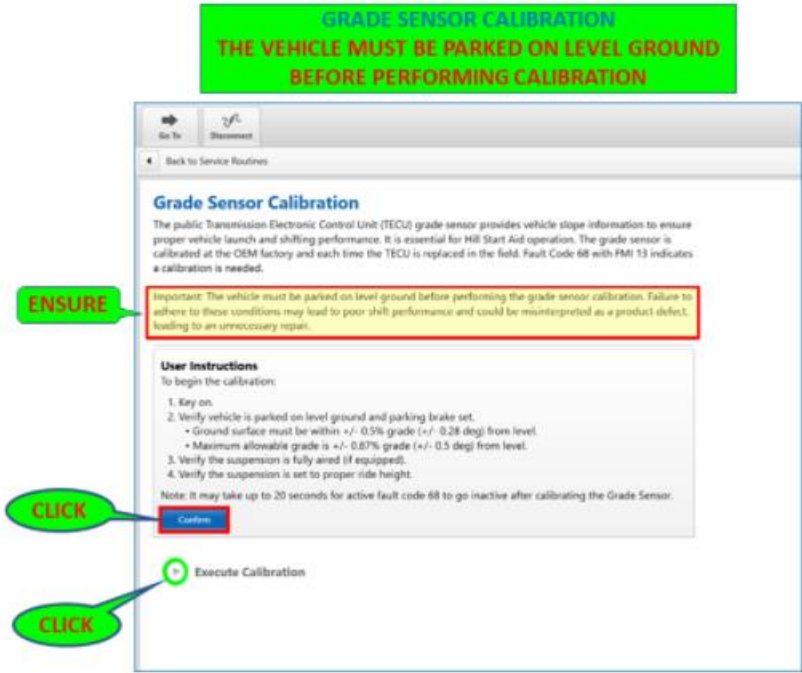 GRADE SENSOR CALIBRATION
THE VEHICLE MUST BE PARKED ON LEVEL GROUND
BEFORE PERFORMING CALIBRATION
Go To
Disconnect
Back to Service Routines
Grade Sensor Calibration
The public Transmission Electronic Control Unit (TECU) grade sensor provides vehicle slope information to ensure
proper vehicle launch and shifting performance. It is essential for Hill Start Aid operation. The grade sensor is
calibrated at the OEM factory and each time the TECU is replaced in the field. Fault Code 68 with FMI 13 indicates
a calibration is needed.
ENSURE
Important: The vehicle must be parked on level ground before performing the grade sensor calibration. Failure to
adhere to these conditions may lead to poor shift performance and could be misinterpreted as a product defect,
leading to an unnecessary repair.
User Instructions
To begin the calibration:
1. Key on.
2. Verify vehicle is parked on level ground and parking brake set.
• Ground surface must be within +/- 0.5% grade (+/- 0.28 deg) from level.
• Maximum allowable grade is +/- 0.87% grade (+/- 0.5 deg) from level.
3. Verify the suspension is fully aired (if equipped).
4. Verify the suspension is set to proper ride height.
Note: It may take up to 20 seconds for active fault code 68 to go inactive after calibrating the Grade Sensor.
CLICK
Confirm
Execute Calibration
CLICK